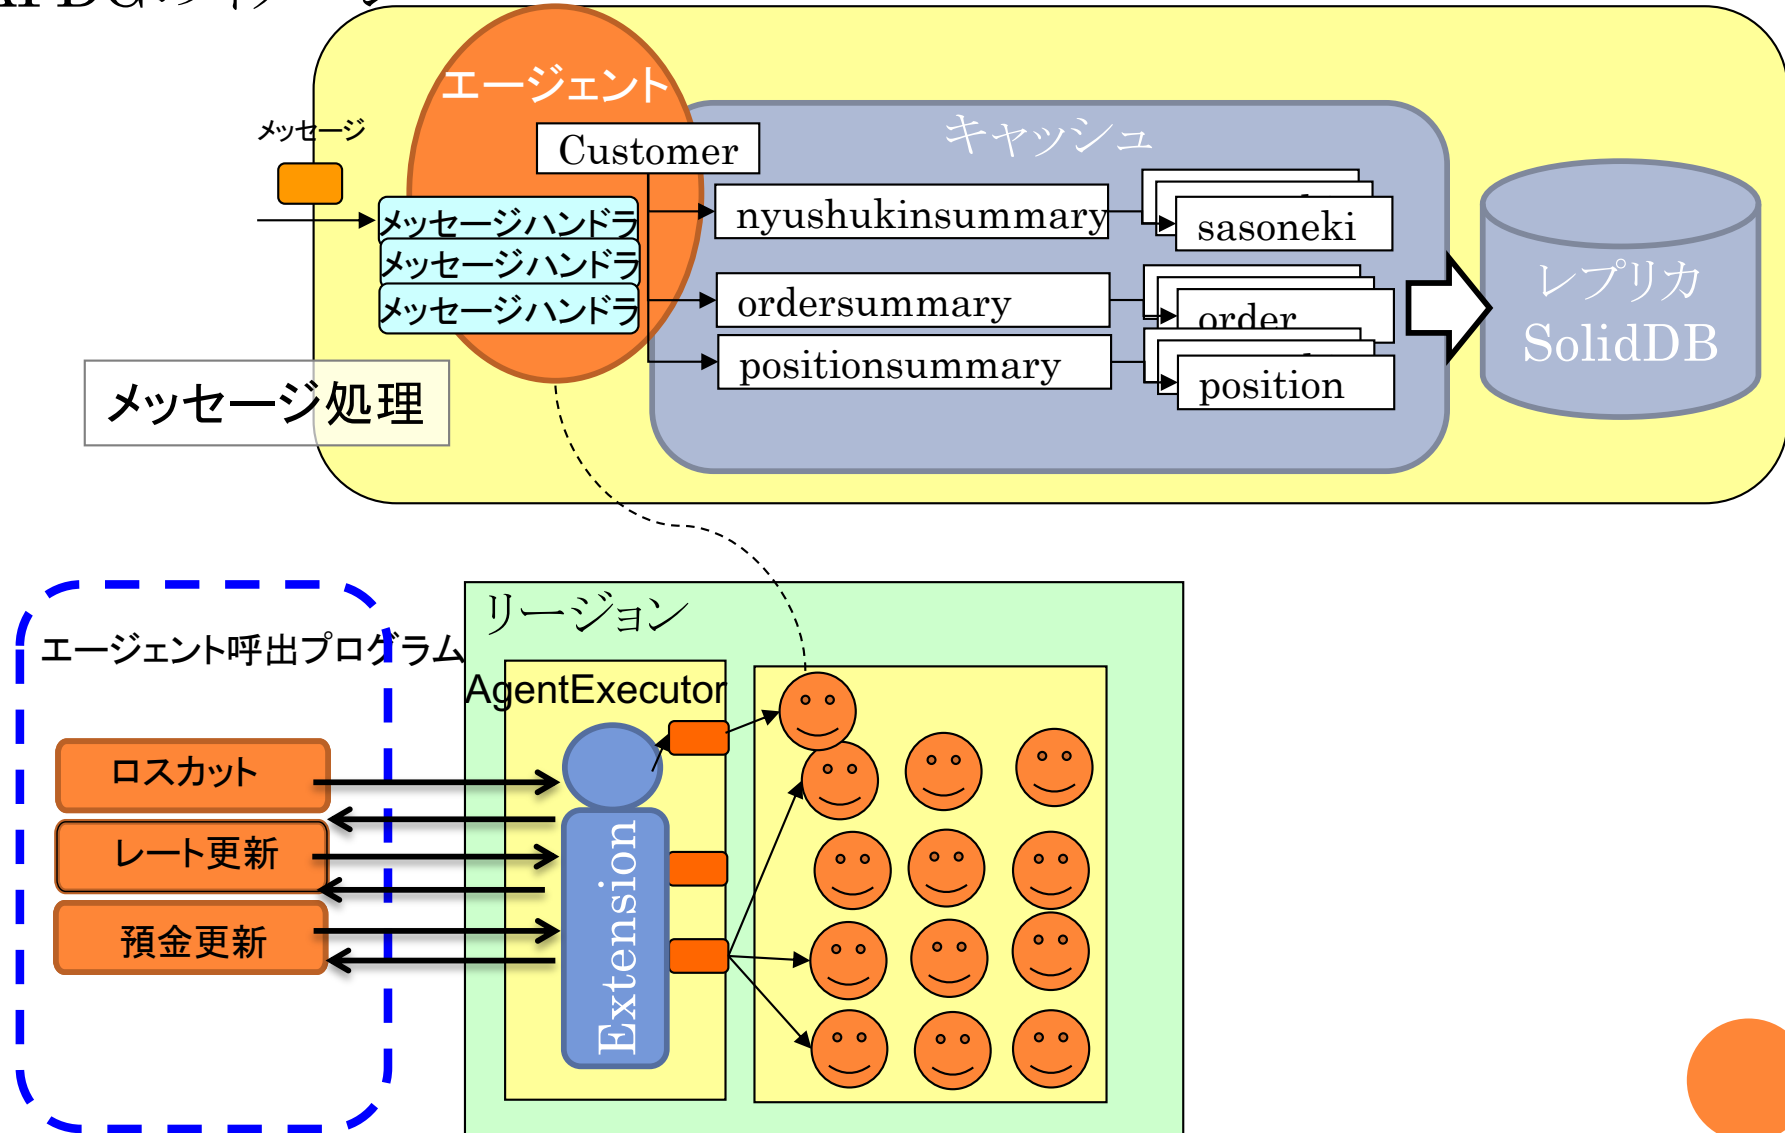 のイメージ
エージェント
メッセージ
Customer
キャッシュ
メッセージハンドラ
メッセージハンドラ
メッセージハンドラ
nyushukinsummary
sasoneki
ordersummary
order
positionsummary
position
レプリカ
SolidDB
メッセージ処理
リージョン
エージェント呼出プログラム
AgentExecutor
ロスカット
レート更新
預金更新
Extension